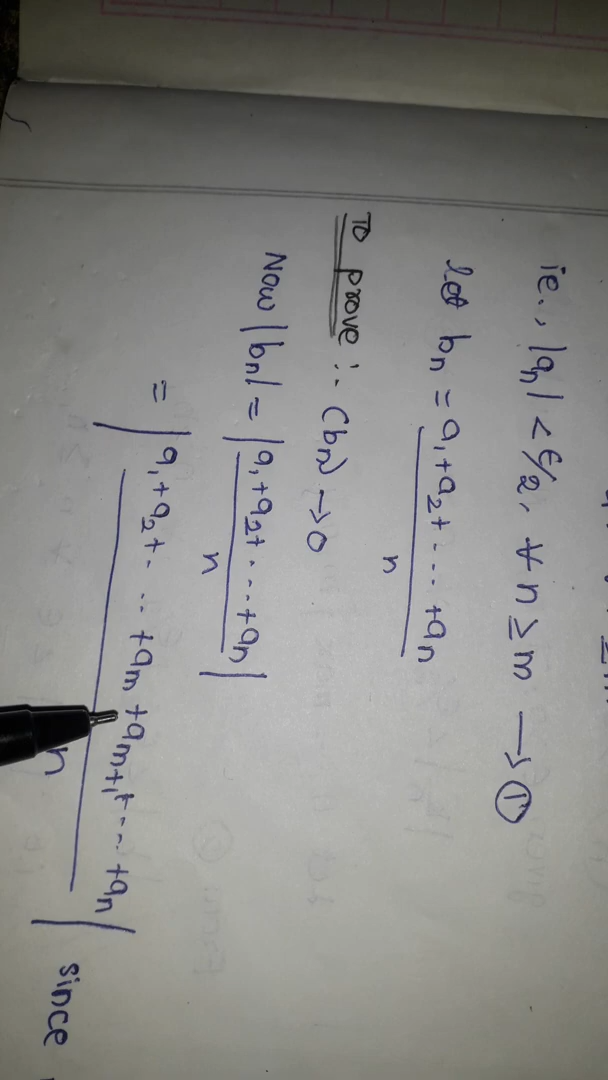 ie., |aₙ| < ε/2, ∀ n ≥ m → ①
let bₙ = a₁+a₂+...+aₙ / n
To prove :- (bₙ) → 0
Now |bₙ| = |a₁+a₂+...+aₙ / n|
= |a₁+a₂+...+aₘ+aₘ₊₁+...+aₙ / n| since